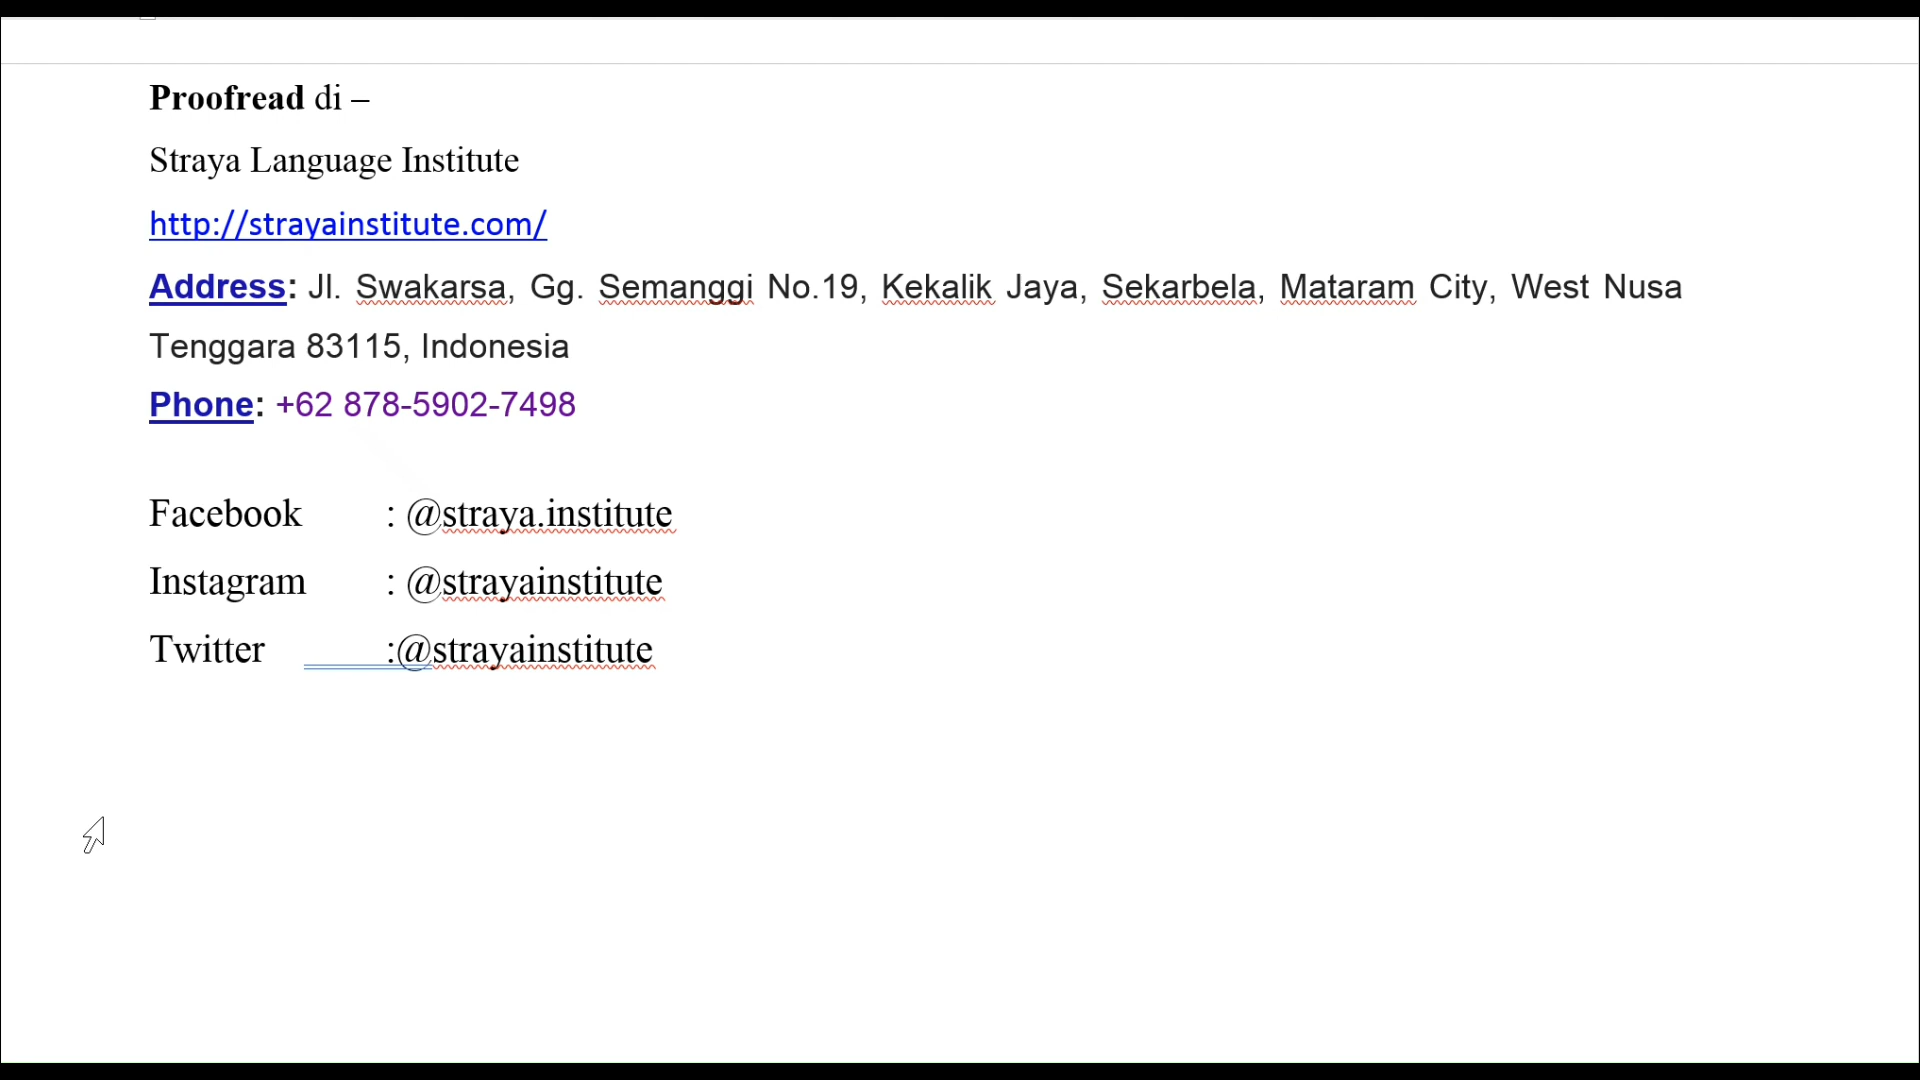 Proofread di –
Straya Language Institute
http://strayainstitute.com/
Address: Jl. Swakarsa, Gg. Semanggi No.19, Kekalik Jaya, Sekarbela, Mataram City, West Nusa
Tenggara 83115, Indonesia
Phone: +62 878-5902-7498
Facebook : @straya.institute
Instagram : @strayainstitute
Twitter :@strayainstitute